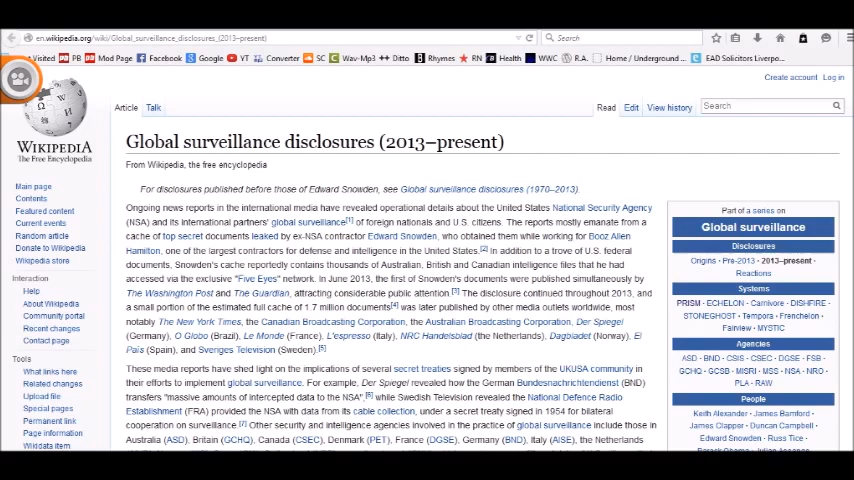 en.wikipedia.org/wiki/Global_surveillance_disclosures_(2013–present)
Search
Visited PB Mod Page Facebook Google YT Converter SC Wav-Mp3 Ditto Rhymes RN Health WWC R.A. Home / Underground ... EAD Solicitors Liverpo...
Create account Log in
Article Talk Read Edit View history Search
WIKIPEDIA
The Free Encyclopedia
Main page
Contents
Featured content
Current events
Random article
Donate to Wikipedia
Wikimedia store
Interaction
Help
About Wikipedia
Community portal
Recent changes
Contact page
Tools
What links here
Related changes
Upload file
Special pages
Permanent link
Page information
Wikidata item
Global surveillance disclosures (2013–present)
From Wikipedia, the free encyclopedia
For disclosures published before those of Edward Snowden, see Global surveillance disclosures (1970–2013).
Ongoing news reports in the international media have revealed operational details about the United States National Security Agency
(NSA) and its international partners' global surveillance[1] of foreign nationals and U.S. citizens. The reports mostly emanate from a
cache of top secret documents leaked by ex-NSA contractor Edward Snowden, who obtained them while working for Booz Allen
Hamilton, one of the largest contractors for defense and intelligence in the United States.[2] In addition to a trove of U.S. federal
documents, Snowden's cache reportedly contains thousands of Australian, British and Canadian intelligence files that he had
accessed via the exclusive "Five Eyes" network. In June 2013, the first of Snowden's documents were published simultaneously by
The Washington Post and The Guardian, attracting considerable public attention.[3] The disclosure continued throughout 2013, and
a small portion of the estimated full cache of 1.7 million documents[4] was later published by other media outlets worldwide, most
notably The New York Times, the Canadian Broadcasting Corporation, the Australian Broadcasting Corporation, Der Spiegel
(Germany), O Globo (Brazil), Le Monde (France), L'espresso (Italy), NRC Handelsblad (the Netherlands), Dagbladet (Norway), El
País (Spain), and Sveriges Television (Sweden).[5]
These media reports have shed light on the implications of several secret treaties signed by members of the UKUSA community in
their efforts to implement global surveillance. For example, Der Spiegel revealed how the German Bundesnachrichtendienst (BND)
transfers "massive amounts of intercepted data to the NSA",[6] while Swedish Television revealed the National Defence Radio
Establishment (FRA) provided the NSA with data from its cable collection, under a secret treaty signed in 1954 for bilateral
cooperation on surveillance.[7] Other security and intelligence agencies involved in the practice of global surveillance include those in
Australia (ASD), Britain (GCHQ), Canada (CSEC), Denmark (PET), France (DGSE), Germany (BND), Italy (AISE), the Netherlands
Part of a series on
Global surveillance
Disclosures
Origins · Pre-2013 · 2013–present ·
Reactions
Systems
PRISM · ECHELON · Carnivore · DISHFIRE ·
STONEGHOST · Tempora · Frenchelon ·
Fairview · MYSTIC
Agencies
ASD · BND · CSIS · CSEC · DGSE · FSB ·
GCHQ · GCSB · MISRI · MSS · NSA · NRO ·
PLA · RAW
People
Keith Alexander · James Bamford ·
James Clapper · Duncan Campbell ·
Edward Snowden · Russ Tice ·